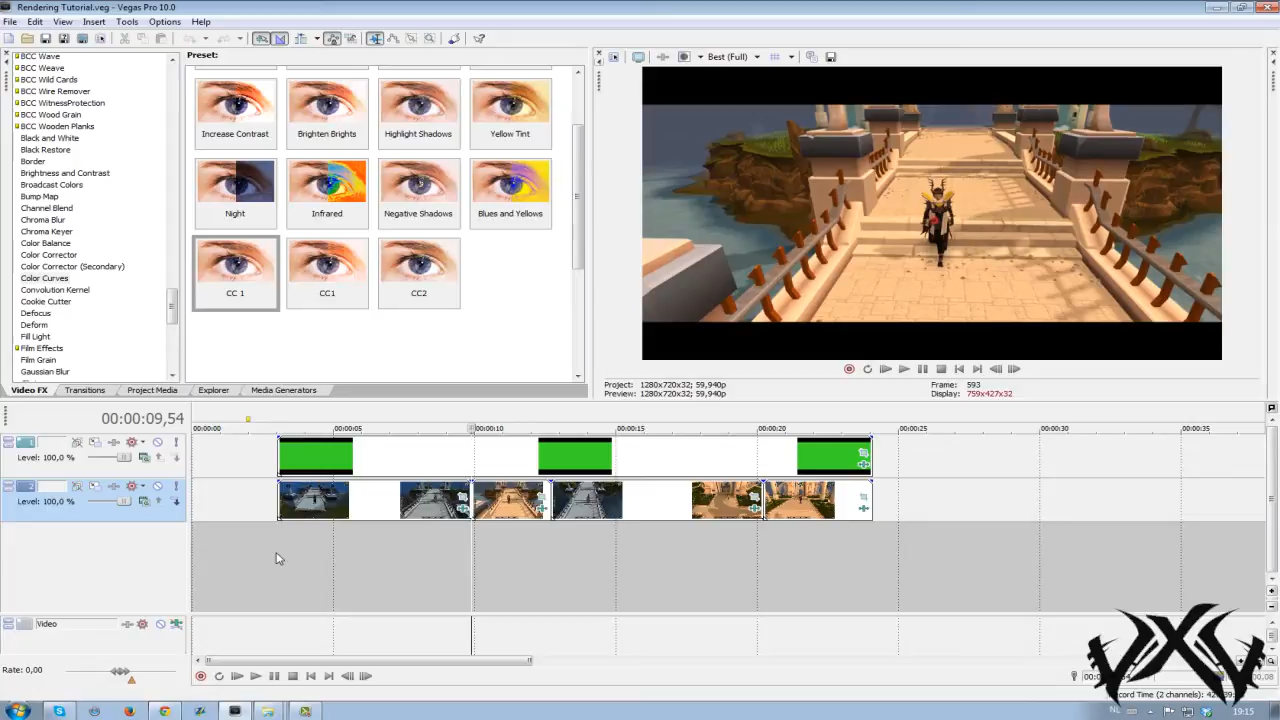 Rendering Tutorial.veg - Vegas Pro 10.0
File Edit View Insert Tools Options Help
BCC Wave
BCC Weave
BCC Wild Cards
BCC Wire Remover
BCC WitnessProtection
BCC Wood Grain
BCC Wooden Planks
Black and White
Black Restore
Border
Brightness and Contrast
Broadcast Colors
Bump Map
Channel Blend
Chroma Blur
Chroma Keyer
Color Balance
Color Corrector
Color Corrector (Secondary)
Color Curves
Convolution Kernel
Cookie Cutter
Defocus
Deform
Fill Light
Film Effects
Film Grain
Gaussian Blur
Preset:
Increase Contrast
Brighten Brights
Highlight Shadows
Yellow Tint
Night
Infrared
Negative Shadows
Blues and Yellows
CC 1
CC1
CC2
Video FX Transitions Project Media Explorer Media Generators
Best (Full)
Project: 1280x720x32; 59,940p
Preview: 1280x720x32; 59,940p
Frame: 593
Display: 759x427x32
00:00:09,54
00:00:00 00:00:05 00:00:10 00:00:15 00:00:20 00:00:25 00:00:30 00:00:35
1
Level: 100,0 %
2
Level: 100,0 %
Video
Rate: 0,00
NL
19:15